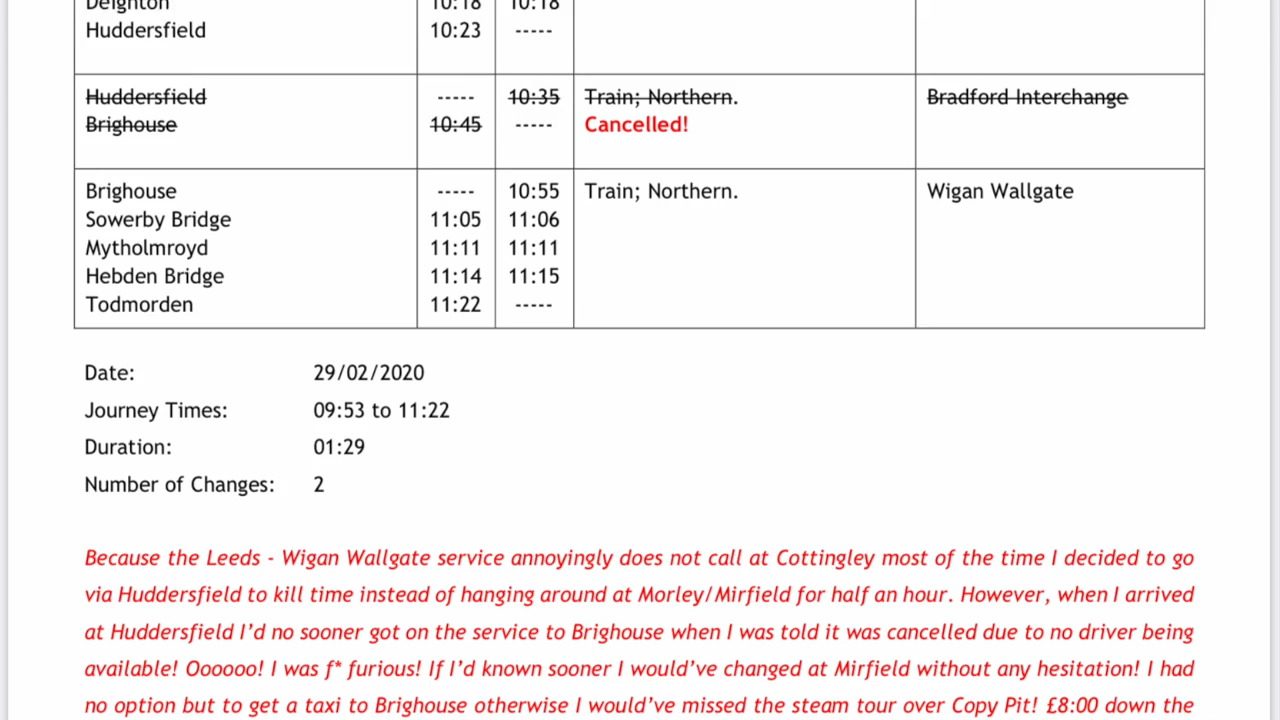 Deighton 10:18 10:18
Huddersfield 10:23 -----
Huddersfield ----- 10:35 Train; Northern. Bradford Interchange
Brighouse 10:45 ----- Cancelled!
Brighouse ----- 10:55 Train; Northern. Wigan Wallgate
Sowerby Bridge 11:05 11:06
Mytholmroyd 11:11 11:11
Hebden Bridge 11:14 11:15
Todmorden 11:22 -----
Date: 29/02/2020
Journey Times: 09:53 to 11:22
Duration: 01:29
Number of Changes: 2
Because the Leeds - Wigan Wallgate service annoyingly does not call at Cottingley most of the time I decided to go
via Huddersfield to kill time instead of hanging around at Morley/Mirfield for half an hour. However, when I arrived
at Huddersfield I’d no sooner got on the service to Brighouse when I was told it was cancelled due to no driver being
available! Oooooo! I was f* furious! If I’d known sooner I would’ve changed at Mirfield without any hesitation! I had
no option but to get a taxi to Brighouse otherwise I would’ve missed the steam tour over Copy Pit! £8:00 down the